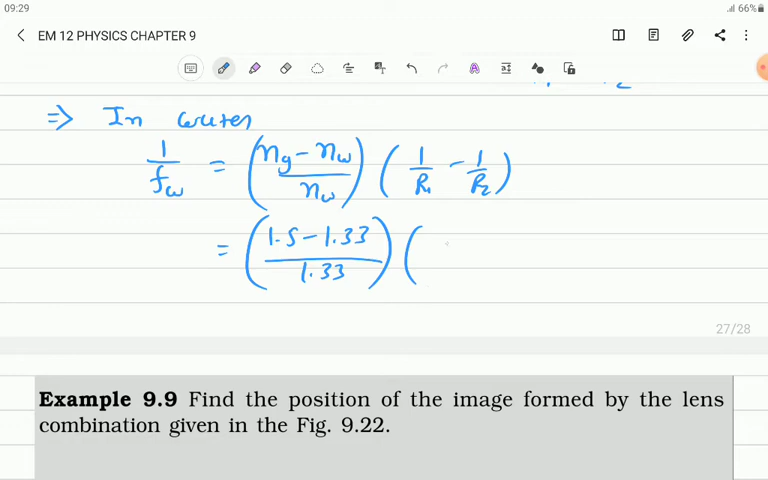 09:29 66%
EM 12 PHYSICS CHAPTER 9
⇒ In water
1/f_w = ((n_g − n_w)/n_w) (1/R₁ − 1/R₂)
= ((1.5 − 1.33)/1.33) (
27/28
Example 9.9 Find the position of the image formed by the lens
combination given in the Fig. 9.22.